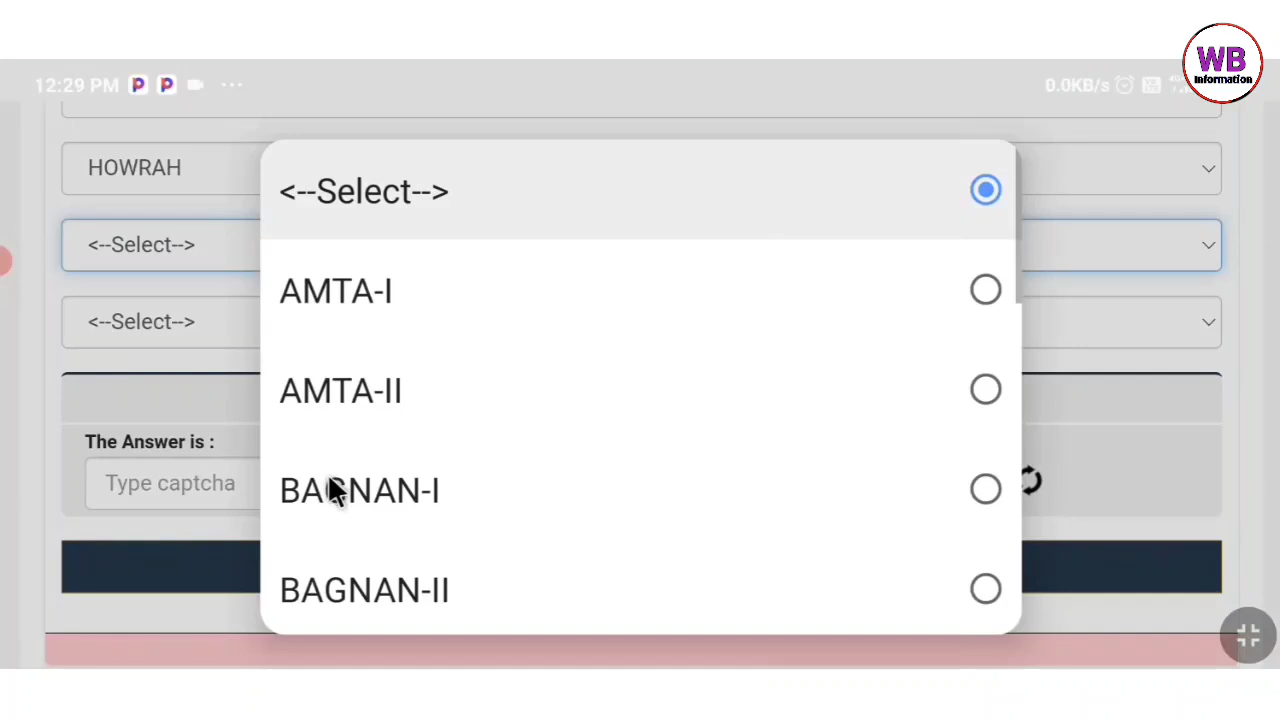 WB
Information
12:29 PM P P ...
0.0KB/s
HOWRAH
<--Select-->
<--Select-->
AMTA-I
<--Select-->
AMTA-II
The Answer is :
Type captcha
BAGNAN-I
BAGNAN-II